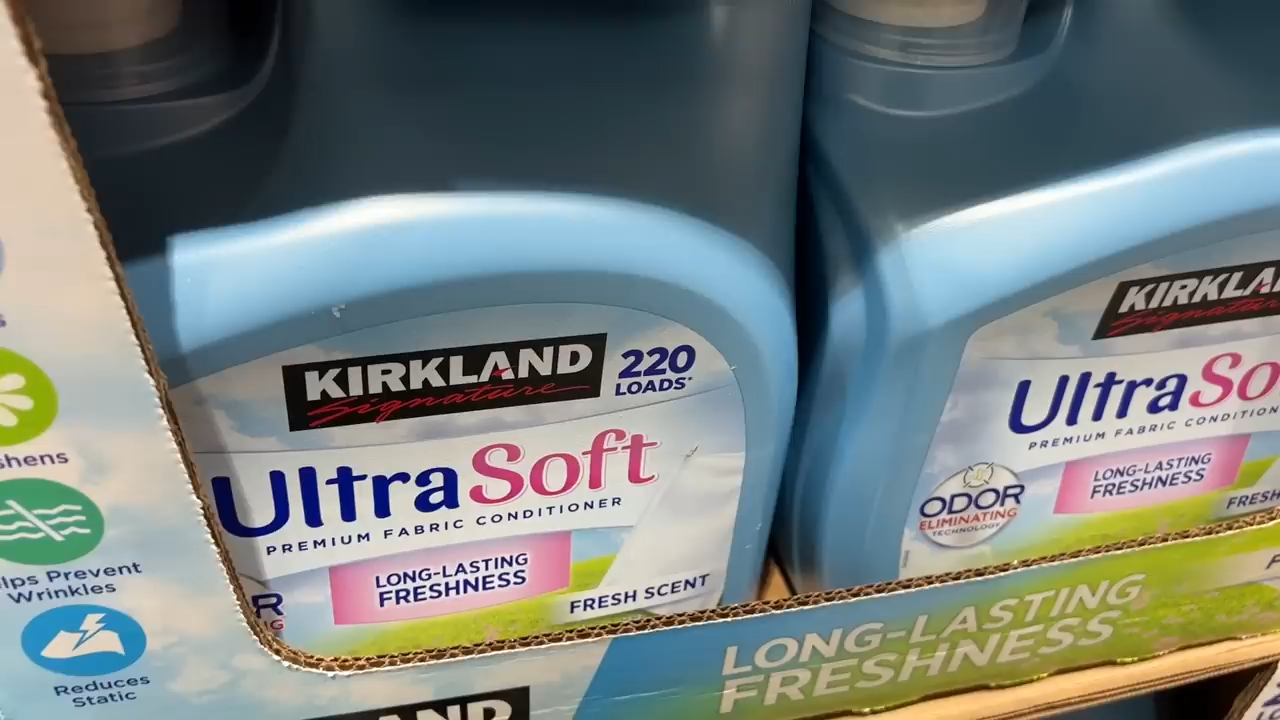 KIRKLAND
Signature
220
LOADS*
UltraSoft
PREMIUM FABRIC CONDITIONER
LONG-LASTING
FRESHNESS
FRESH SCENT
KIRKLA
Signature
UltraSo
PREMIUM FABRIC CONDITION
LONG-LASTING
FRESHNESS
FRESH
ODOR
ELIMINATING
TECHNOLOGY
R
shens
lps Prevent
Wrinkles
Reduces
Static
LONG-LASTING
FRESHNESS
AND